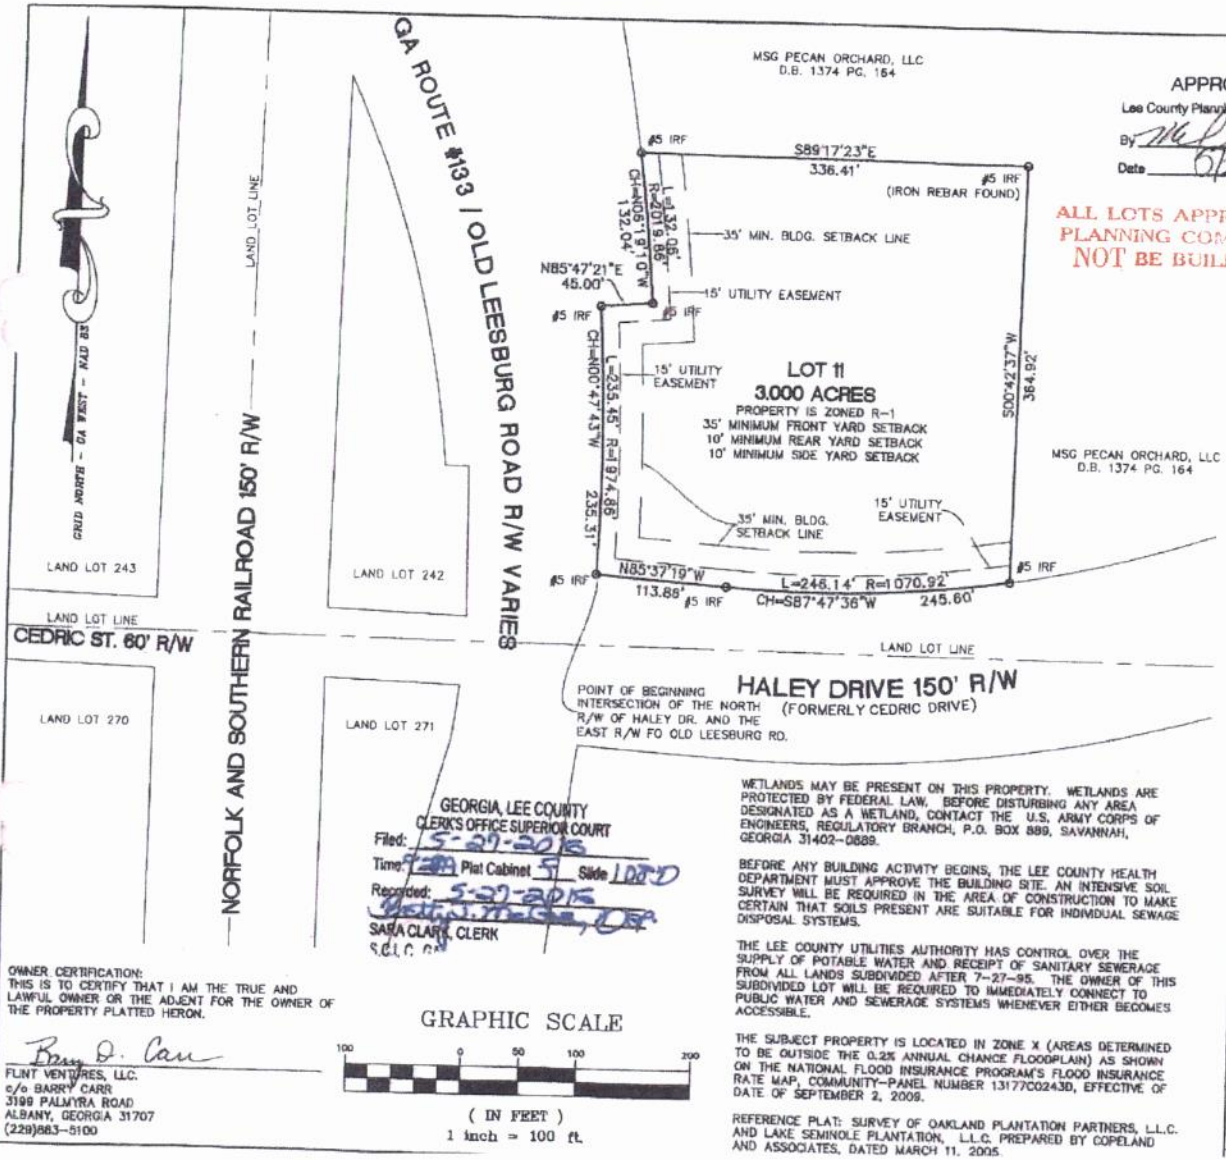 MSG PECAN ORCHARD, LLC
D.B. 1374 PG. 164
APPRO
Lee County Planni
By
Date
ALL LOTS APPR
PLANNING COM
NOT BE BUIL
GA ROUTE #133 / OLD LEESBURG ROAD R/W VARIES
#5 IRF
S89°17'23"E
336.41'
#5 IRF
(IRON REBAR FOUND)
L=132.06'
R=2019.86'
CH=N06°19'10"W
132.04'
35' MIN. BLDG. SETBACK LINE
N85°47'21"E
45.00'
15' UTILITY EASEMENT
#5 IRF
#5 IRF
LAND LOT LINE
GRID NORTH - GA WEST - NAD 83
15' UTILITY
EASEMENT
LOT 11
3.000 ACRES
PROPERTY IS ZONED R-1
35' MINIMUM FRONT YARD SETBACK
10' MINIMUM REAR YARD SETBACK
10' MINIMUM SIDE YARD SETBACK
S00°42'37"W
364.92'
L=235.45' R=1974.86'
CH=N00°47'43"W
235.31'
MSG PECAN ORCHARD, LLC
D.B. 1374 PG. 164
15' UTILITY
EASEMENT
35' MIN. BLDG.
SETBACK LINE
NORFOLK AND SOUTHERN RAILROAD 150' R/W
LAND LOT 243
LAND LOT 242
#5 IRF
N85°37'19"W
113.88'
#5 IRF
L=246.14' R=1070.92'
CH=S87°47'36"W
245.60'
#5 IRF
LAND LOT LINE
CEDRIC ST. 60' R/W
LAND LOT LINE
HALEY DRIVE 150' R/W
(FORMERLY CEDRIC DRIVE)
POINT OF BEGINNING
INTERSECTION OF THE NORTH
R/W OF HALEY DR. AND THE
EAST R/W FO OLD LEESBURG RD.
LAND LOT 270
LAND LOT 271
GEORGIA, LEE COUNTY
CLERK'S OFFICE SUPERIOR COURT
Filed: 5-27-2016
Time: Plat Cabinet Slide
Recorded: 5-27-2016
SARA CLARK, CLERK
WETLANDS MAY BE PRESENT ON THIS PROPERTY. WETLANDS ARE
PROTECTED BY FEDERAL LAW. BEFORE DISTURBING ANY AREA
DESIGNATED AS A WETLAND, CONTACT THE U.S. ARMY CORPS OF
ENGINEERS, REGULATORY BRANCH, P.O. BOX 889, SAVANNAH,
GEORGIA 31402-0889.
BEFORE ANY BUILDING ACTIVITY BEGINS, THE LEE COUNTY HEALTH
DEPARTMENT MUST APPROVE THE BUILDING SITE. AN INTENSIVE SOIL
SURVEY WILL BE REQUIRED IN THE AREA OF CONSTRUCTION TO MAKE
CERTAIN THAT SOILS PRESENT ARE SUITABLE FOR INDIVIDUAL SEWAGE
DISPOSAL SYSTEMS.
THE LEE COUNTY UTILITIES AUTHORITY HAS CONTROL OVER THE
SUPPLY OF POTABLE WATER AND RECEIPT OF SANITARY SEWERAGE
FROM ALL LANDS SUBDIVIDED AFTER 7-27-95. THE OWNER OF THIS
SUBDIVIDED LOT WILL BE REQUIRED TO IMMEDIATELY CONNECT TO
PUBLIC WATER AND SEWERAGE SYSTEMS WHENEVER EITHER BECOMES
ACCESSIBLE.
THE SUBJECT PROPERTY IS LOCATED IN ZONE X (AREAS DETERMINED
TO BE OUTSIDE THE 0.2% ANNUAL CHANCE FLOODPLAIN) AS SHOWN
ON THE NATIONAL FLOOD INSURANCE PROGRAM'S FLOOD INSURANCE
RATE MAP, COMMUNITY-PANEL NUMBER 13177C0243D, EFFECTIVE OF
DATE OF SEPTEMBER 2, 2009.
REFERENCE PLAT: SURVEY OF OAKLAND PLANTATION PARTNERS, L.L.C.
AND LAKE SEMINOLE PLANTATION, L.L.C. PREPARED BY COPELAND
AND ASSOCIATES, DATED MARCH 11, 2005.
OWNER CERTIFICATION:
THIS IS TO CERTIFY THAT I AM THE TRUE AND
LAWFUL OWNER OR THE ADJENT FOR THE OWNER OF
THE PROPERTY PLATTED HERON.
Barry D. Carr
FLINT VENTURES, LLC.
c/o BARRY CARR
3199 PALMYRA ROAD
ALBANY, GEORGIA 31707
(229)883-5100
GRAPHIC SCALE
100 0 50 100 200
( IN FEET )
1 inch = 100 ft.